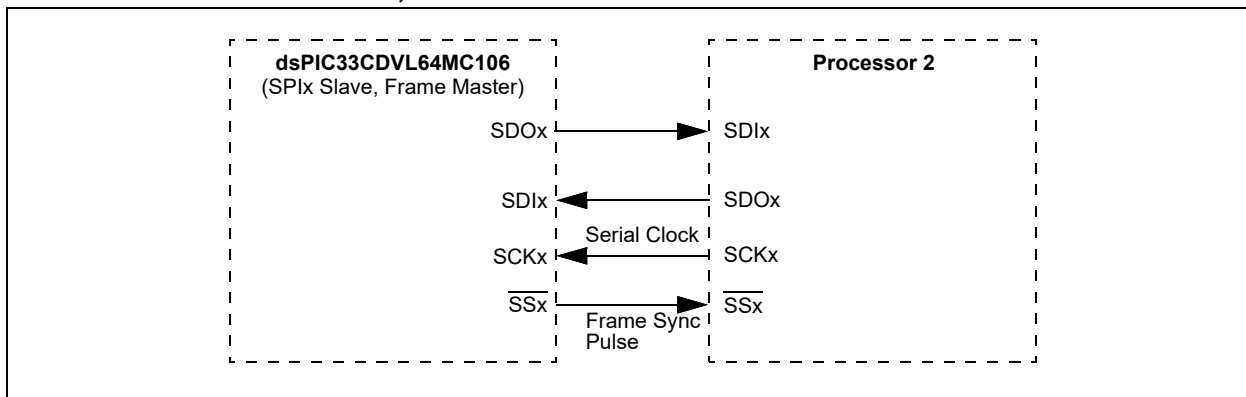 dsPIC33CDVL64MC106
(SPIx Slave, Frame Master)
Processor 2
SDOx
SDIx
SDIx
SDOx
Serial Clock
SCKx
SCKx
SSx
SSx
Frame Sync
Pulse